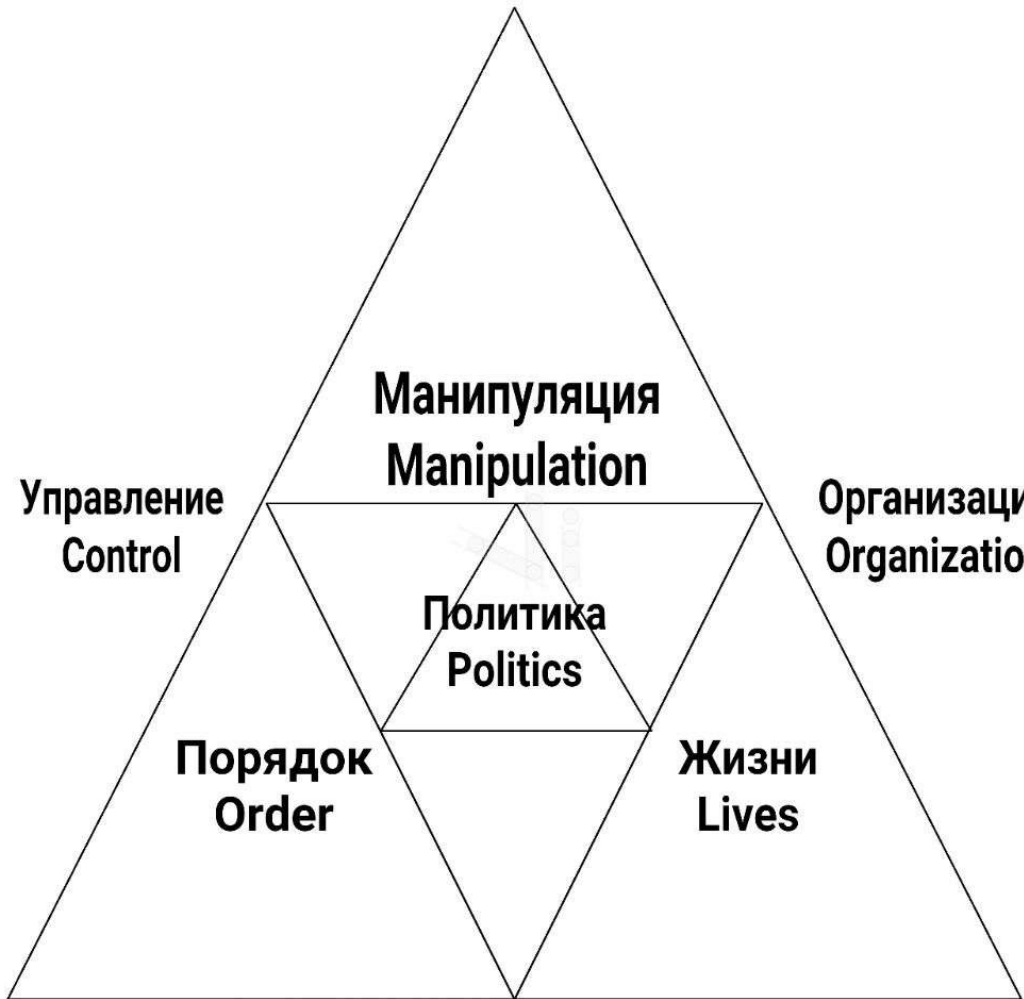 Манипуляция
Manipulation
Управление
Control
Организаци
Organizatio
Политика
Politics
Порядок
Order
Жизни
Lives